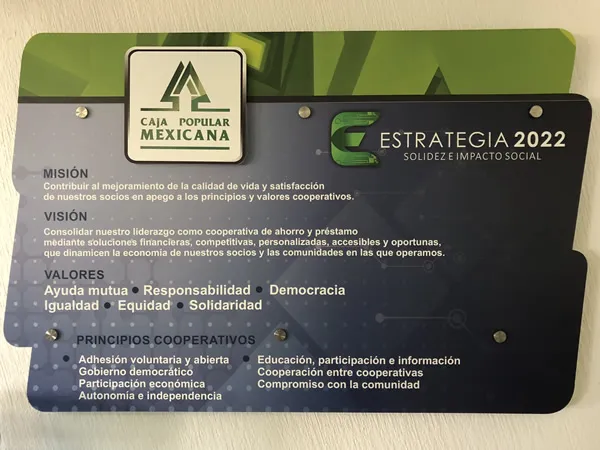 CAJA POPULAR
MEXICANA
ESTRATEGIA 2022
SOLIDEZ E IMPACTO SOCIAL
MISIÓN
Contribuir al mejoramiento de la calidad de vida y satisfacción
de nuestros socios en apego a los principios y valores cooperativos.
VISIÓN
Consolidar nuestro liderazgo como cooperativa de ahorro y préstamo
mediante soluciones financieras, competitivas, personalizadas, accesibles y oportunas,
que dinamicen la economía de nuestros socios y las comunidades en las que operamos.
VALORES
Ayuda mutua • Responsabilidad • Democracia
Igualdad • Equidad • Solidaridad
PRINCIPIOS COOPERATIVOS
• Adhesión voluntaria y abierta
Gobierno democrático
Participación económica
Autonomía e independencia
• Educación, participación e información
Cooperación entre cooperativas
Compromiso con la comunidad